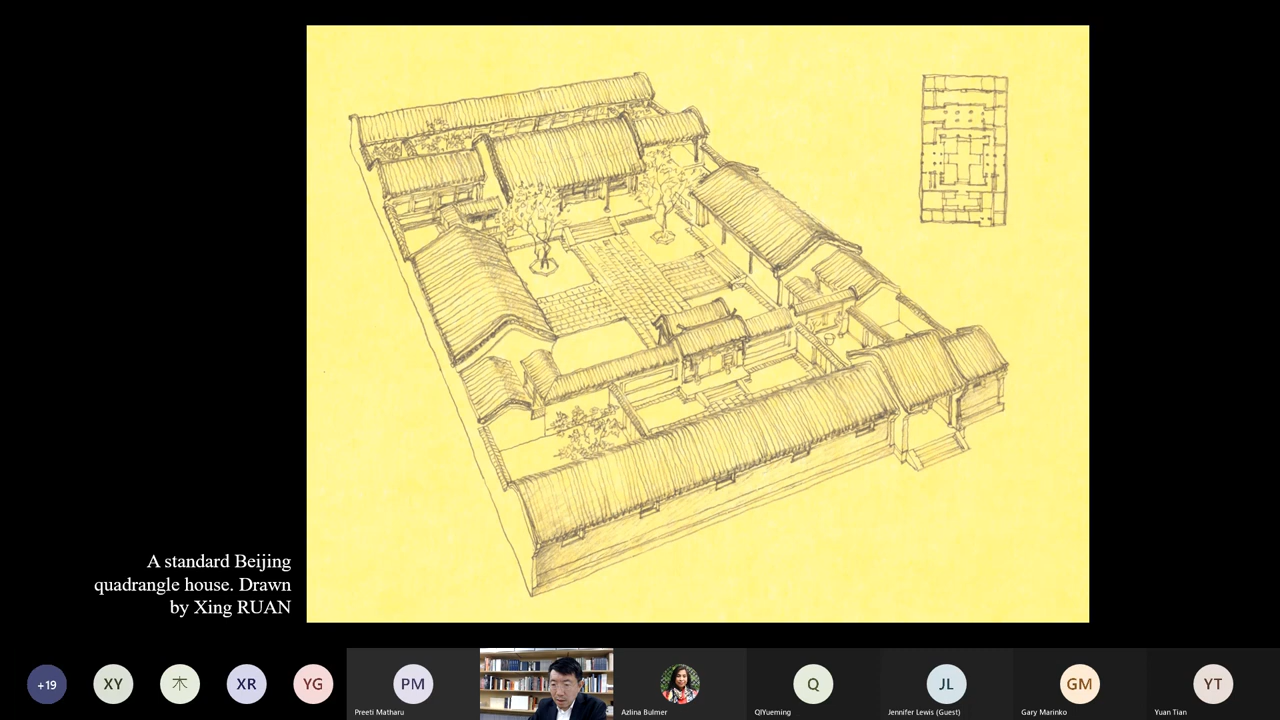 A standard Beijing
quadrangle house. Drawn
by Xing RUAN
+19
XY
木
XR
YG
PM
Preeti Matharu
Azlina Bulmer
Q
QIYueming
JL
Jennifer Lewis (Guest)
GM
Gary Marinko
YT
Yuan Tian